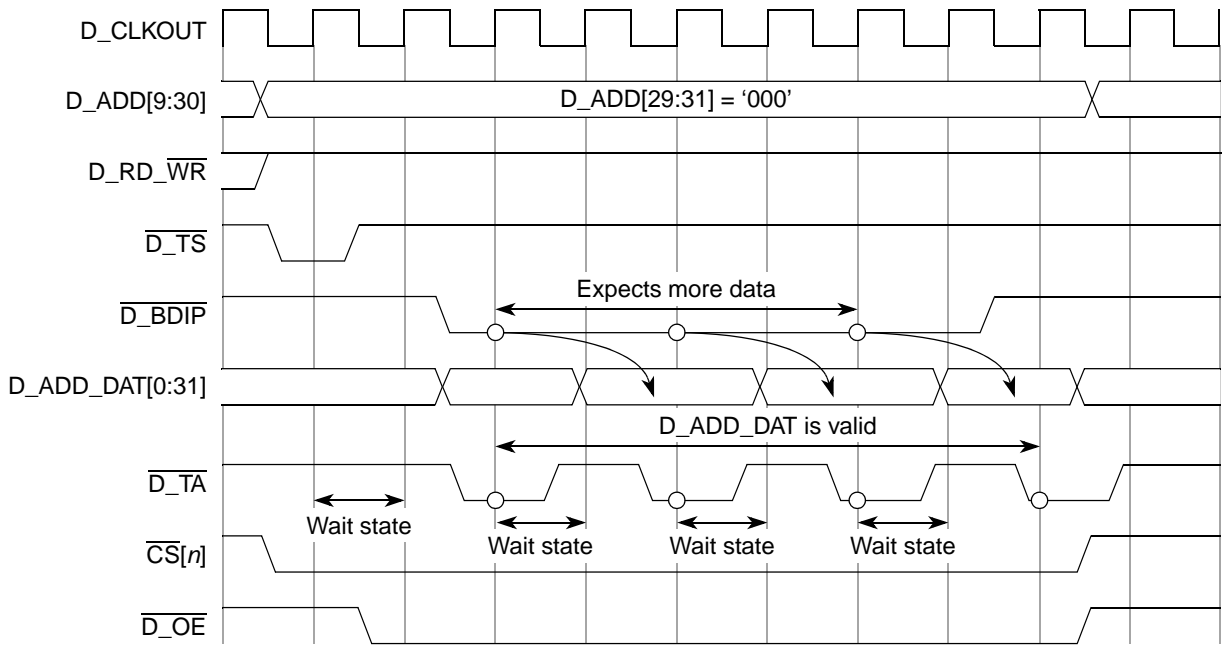 D_CLKOUT
D_ADD[9:30]
D_ADD[29:31] = ‘000’
D_RD_WR
D_TS
Expects more data
D_BDIP
D_ADD_DAT[0:31]
D_ADD_DAT is valid
D_TA
Wait state
Wait state
Wait state
Wait state
CS[n]
D_OE